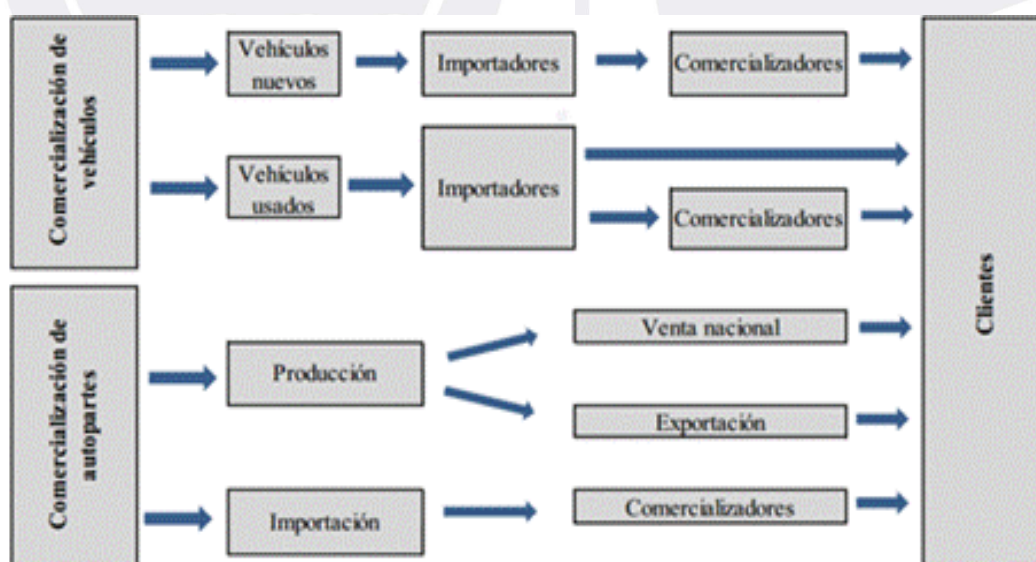 Comercialización de
vehículos
Vehículos
nuevos
Importadores
Comercializadores
Vehículos
usados
Importadores
Comercializadores
Clientes
Comercialización de
autopartes
Producción
Venta nacional
Exportación
Importación
Comercializadores